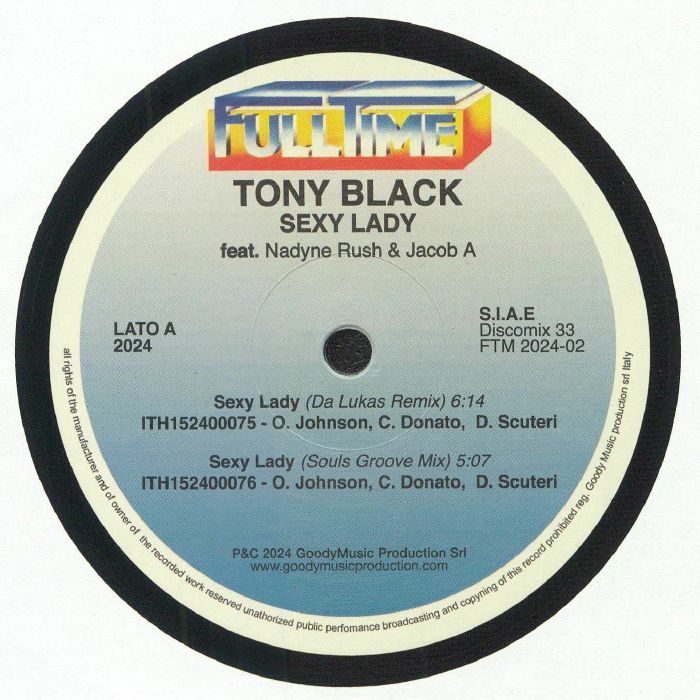 FULL TIME
TONY BLACK
SEXY LADY
feat. Nadyne Rush & Jacob A
LATO A
2024
S.I.A.E
Discomix 33
FTM 2024-02
Sexy Lady (Da Lukas Remix) 6:14
ITH152400075 - O. Johnson, C. Donato, D. Scuteri
Sexy Lady (Souls Groove Mix) 5:07
ITH152400076 - O. Johnson, C. Donato, D. Scuteri
P&C 2024 GoodyMusic Production Srl
www.goodymusicproduction.com
all rights of the manufacturer and of owner of the recorded work reserved unathorized public perfomance broadcasting and copyning of this record prohibited reg. Goody Music production srl Italy